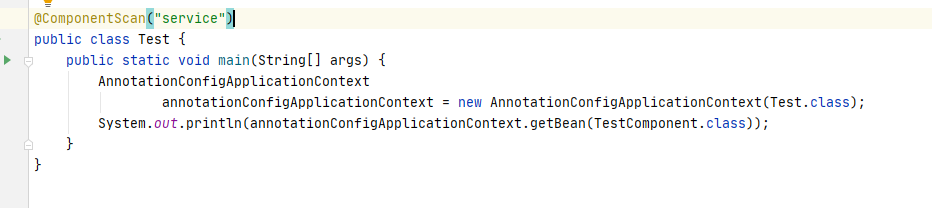 @ComponentScan("service")
public class Test {
    public static void main(String[] args) {
        AnnotationConfigApplicationContext
                annotationConfigApplicationContext = new AnnotationConfigApplicationContext(Test.class);
        System.out.println(annotationConfigApplicationContext.getBean(TestComponent.class));
    }
}